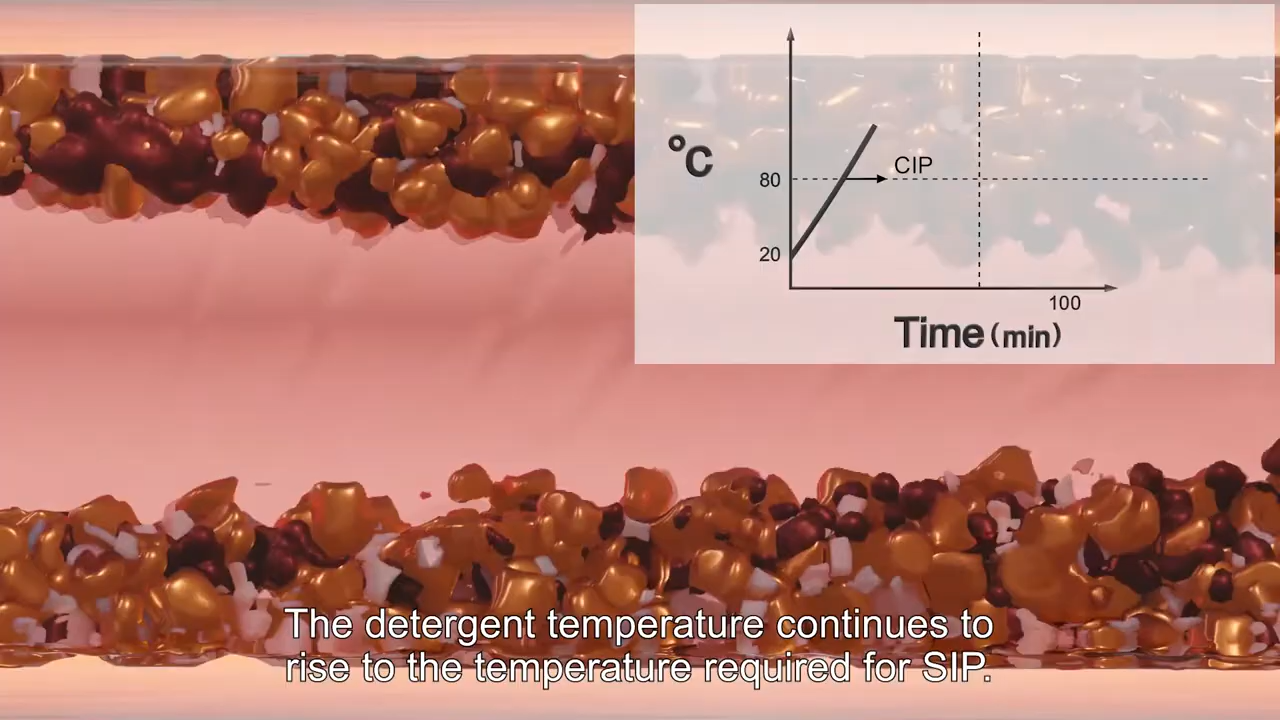 °C
CIP
80
20
100
Time (min)
The detergent temperature continues to
rise to the temperature required for SIP.